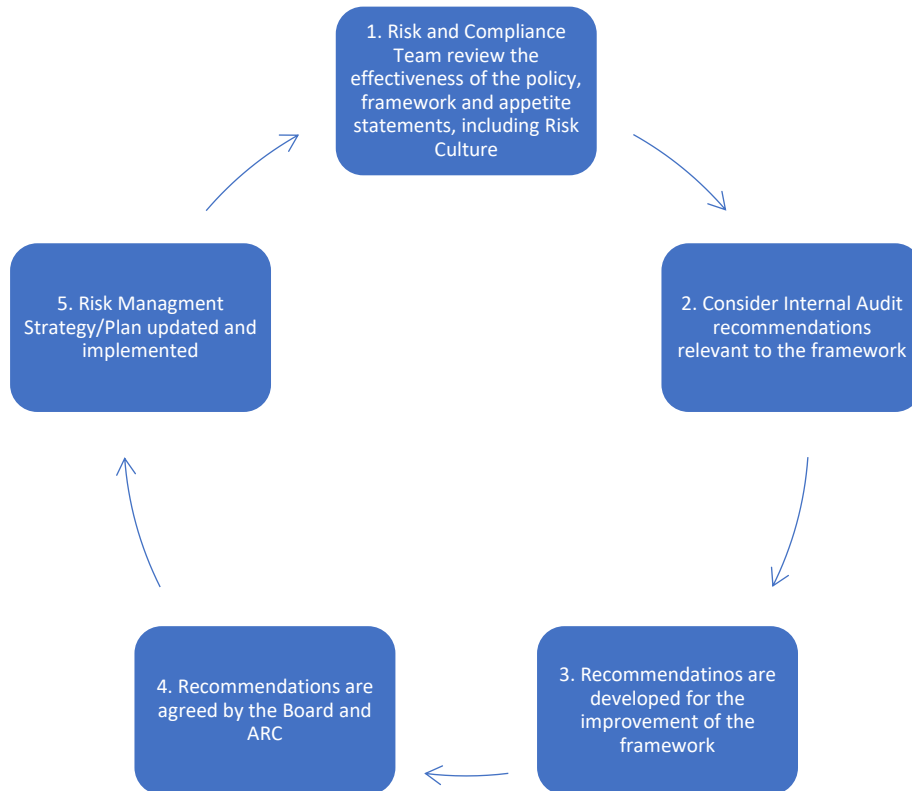 1. Risk and Compliance
Team review the
effectiveness of the policy,
framework and appetite
statements, including Risk
Culture
2. Consider Internal Audit
recommendations
relevant to the framework
3. Recommendatinos are
developed for the
improvement of the
framework
4. Recommendations are
agreed by the Board and
ARC
5. Risk Managment
Strategy/Plan updated and
implemented